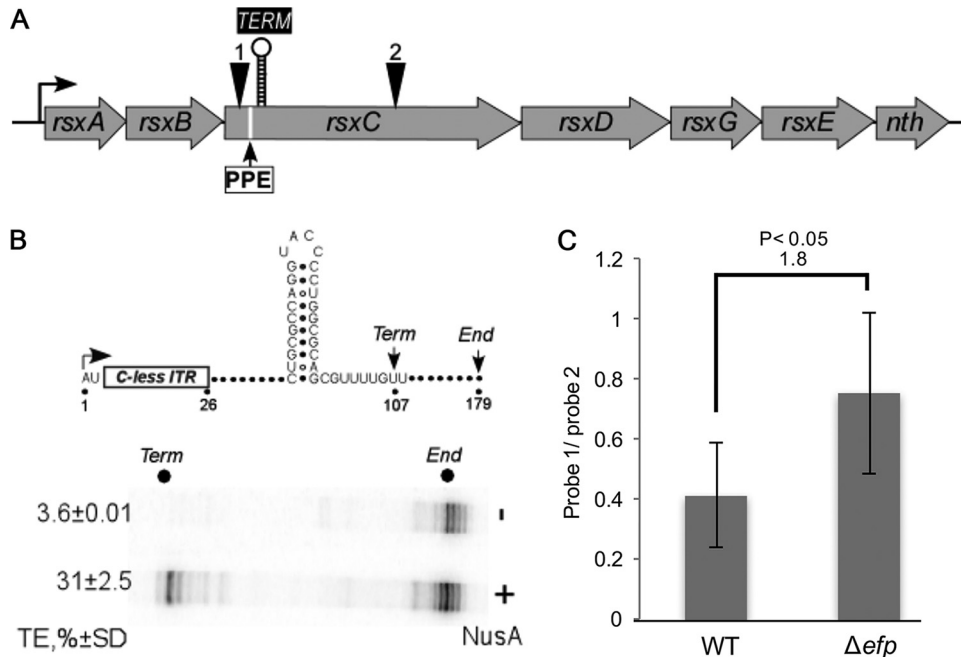 A
TERM
1
2
rsxA
rsxB
rsxC
rsxD
rsxG
rsxE
nth
PPE
B
A C
U C
G C
G U
A G
C G
C G
G C
U A
C GCGUUUUGUU
AU
C-less ITR
Term
End
1
26
107
179
Term
End
3.6±0.01
-
31±2.5
+
TE,%±SD
NusA
C
P< 0.05
1.8
1.2
1
0.8
0.6
0.4
0.2
0
Probe 1/ probe 2
WT
Δefp